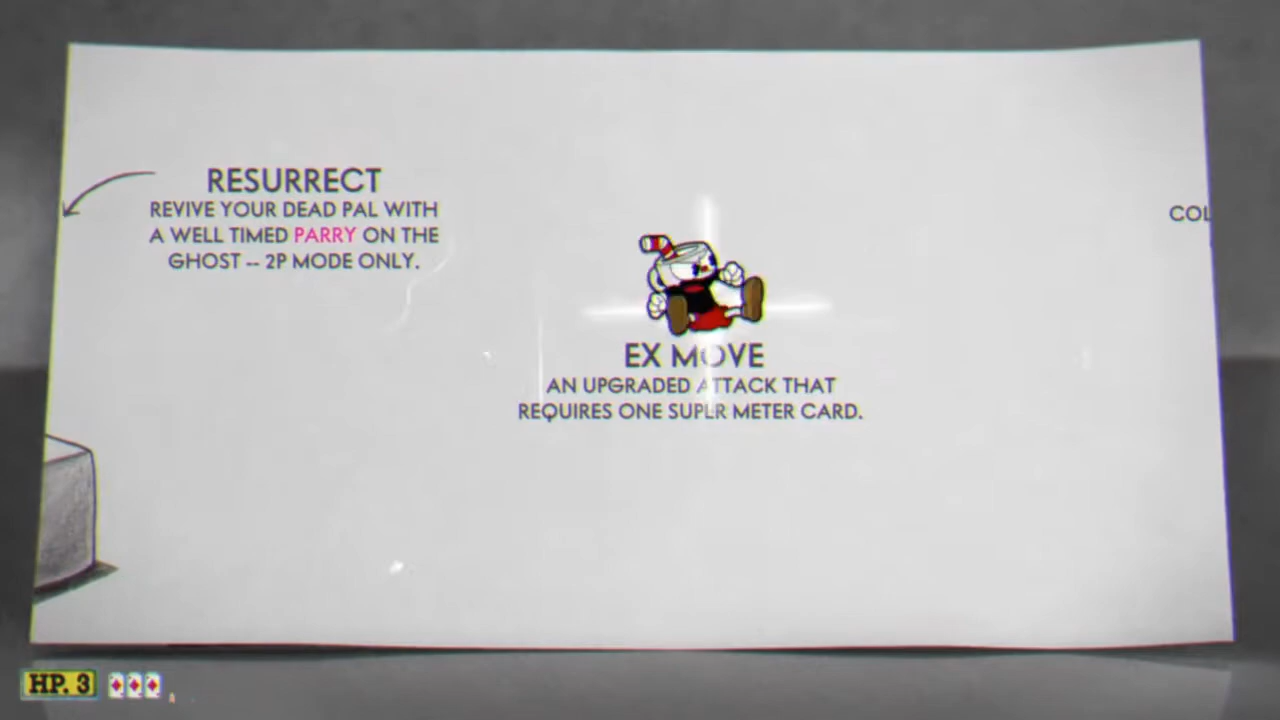 RESURRECT
REVIVE YOUR DEAD PAL WITH
A WELL TIMED PARRY ON THE
GHOST -- 2P MODE ONLY.
EX MOVE
AN UPGRADED ATTACK THAT
REQUIRES ONE SUPER METER CARD.
COL
HP. 3